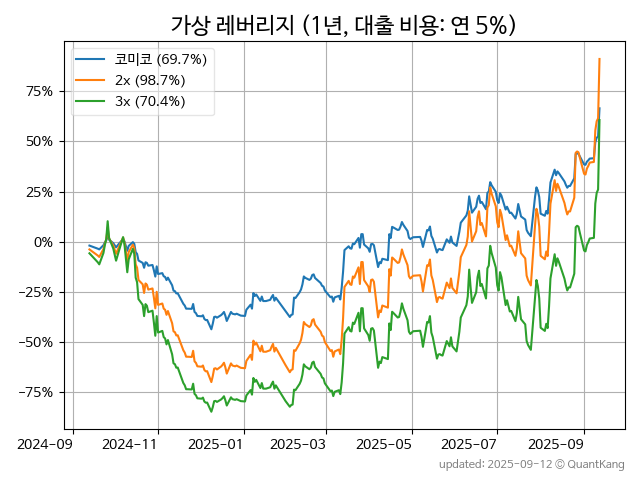 가상 레버리지 (1년, 대출 비용: 연 5%)
코미코 (69.7%)
2x (98.7%)
3x (70.4%)
75%
50%
25%
0%
−25%
−50%
−75%
2024-09
2024-11
2025-01
2025-03
2025-05
2025-07
2025-09
updated: 2025-09-12 © QuantKang